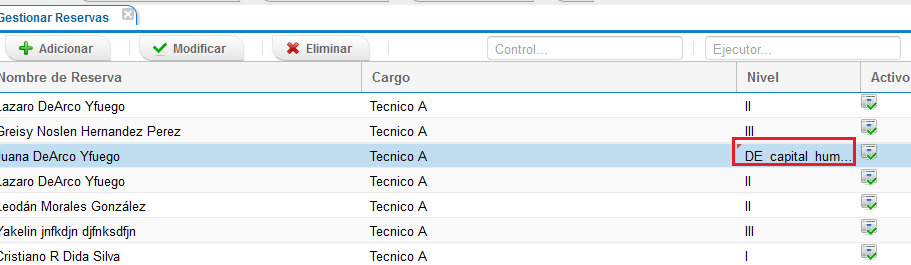 Gestionar Reservas
Adicionar Modificar Eliminar Control... Ejecutor...
Nombre de Reserva Cargo Nivel Activo
Lazaro DeArco Yfuego Tecnico A II
Greisy Noslen Hernandez Perez Tecnico A III
Juana DeArco Yfuego Tecnico A DE_capital_hum...
Lazaro DeArco Yfuego Tecnico A II
Leodán Morales González Tecnico A II
Yakelin jnfkdjn djfnksdfjn Tecnico A III
Cristiano R Dida Silva Tecnico A I